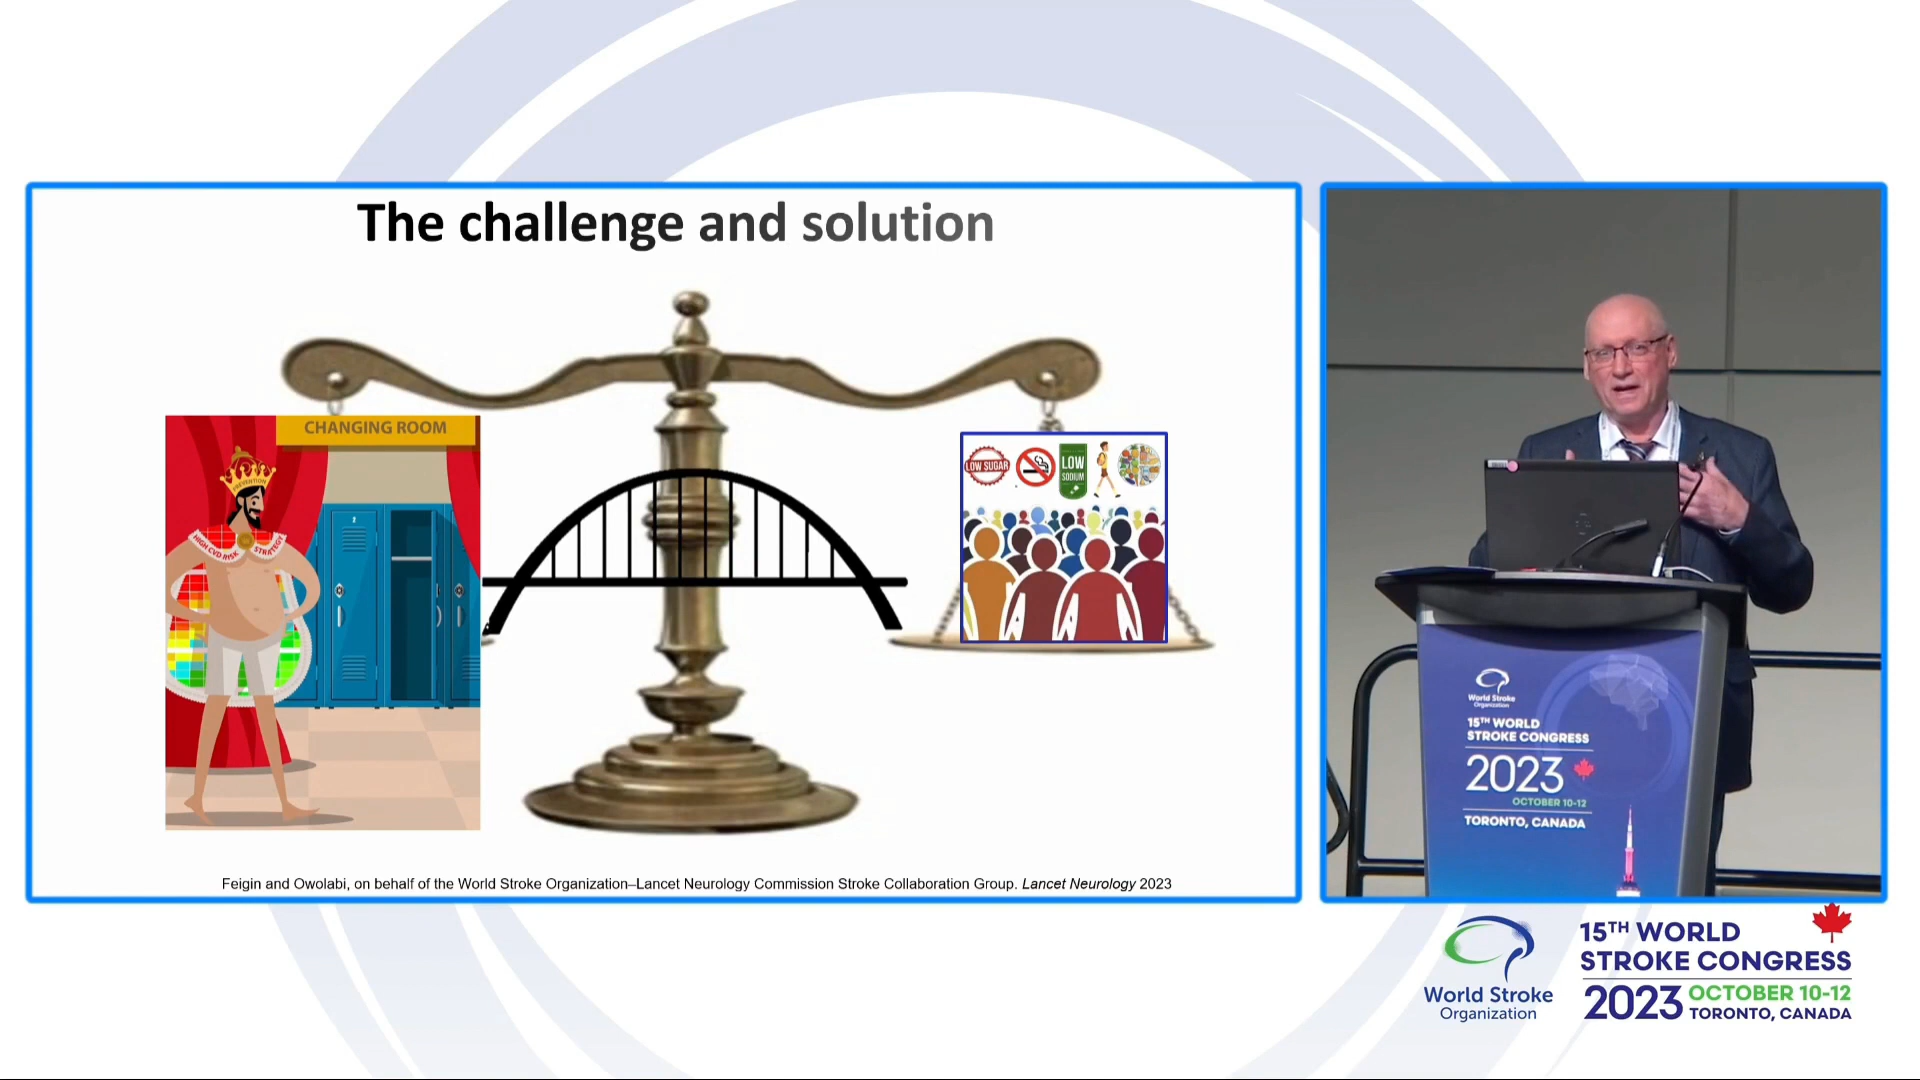 The challenge and solution
CHANGING ROOM
PREVENTION
HIGH CVD RISK STRATEGY
2
LOW SUGAR
LOW
SODIUM
Feigin and Owolabi, on behalf of the World Stroke Organization–Lancet Neurology Commission Stroke Collaboration Group. Lancet Neurology 2023
World Stroke
Organization
15TH WORLD
STROKE CONGRESS
2023
OCTOBER 10-12
TORONTO, CANADA
World Stroke
Organization
15TH WORLD
STROKE CONGRESS
2023 OCTOBER 10-12
TORONTO, CANADA